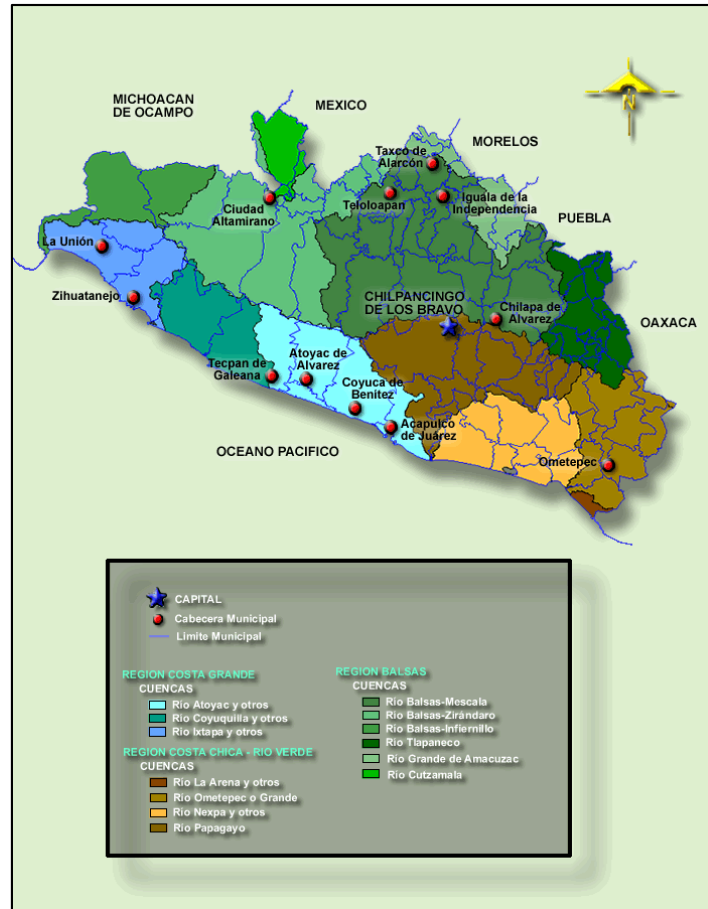 MICHOACAN
DE OCAMPO
MEXICO
MORELOS
N
Taxco de
Alarcón
Teloloapan
Iguala de la
Independencia
Ciudad
Altamirano
PUEBLA
La Unión
Zihuatanejo
CHILPANCINGO
DE LOS BRAVO
Chilapa de
Alvarez
OAXACA
Tecpan de
Galeana
Atoyac de
Alvarez
Coyuca de
Benitez
Acapulco
de Juárez
OCEANO PACIFICO
Ometepec
CAPITAL
Cabecera Municipal
Limite Municipal
REGION COSTA GRANDE
CUENCAS
Rio Atoyac y otros
Rio Coyuquilla y otros
Rio Ixtapa y otros
REGION COSTA CHICA - RIO VERDE
CUENCAS
Rio La Arena y otros
Rio Ometepec o Grande
Rio Nexpa y otros
Rio Papagayo
REGION BALSAS
CUENCAS
Rio Balsas-Mescala
Rio Balsas-Zirándaro
Rio Balsas-Infiernillo
Rio Tlapaneco
Rio Grande de Amacuzac
Rio Cutzamala